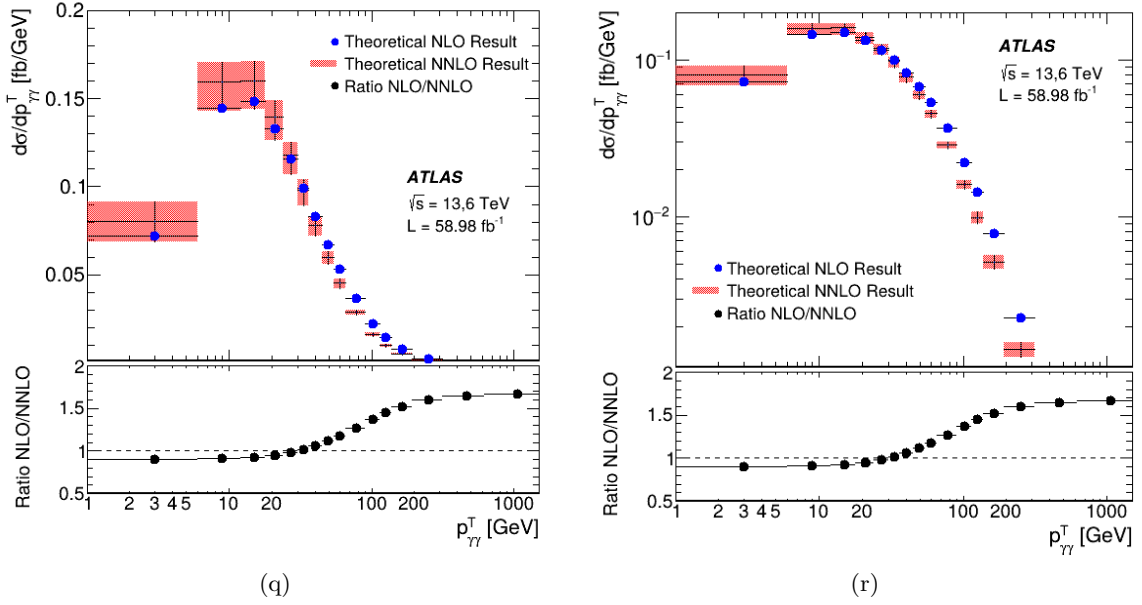 dσ/dp^T_γγ [fb/GeV]
0.2
0.15
0.1
0.05
Theoretical NLO Result
Theoretical NNLO Result
Ratio NLO/NNLO
ATLAS
√s = 13,6 TeV
L = 58.98 fb⁻¹
Ratio NLO/NNLO
2
1.5
1
0.5
1 2 3 4 5 10 20 100 200 1000
p^T_γγ [GeV]
(q)
dσ/dp^T_γγ [fb/GeV]
10⁻¹
10⁻²
ATLAS
√s = 13,6 TeV
L = 58.98 fb⁻¹
Theoretical NLO Result
Theoretical NNLO Result
Ratio NLO/NNLO
Ratio NLO/NNLO
2
1.5
1
0.5
1 2 3 4 5 10 20 100 200 1000
p^T_γγ [GeV]
(r)